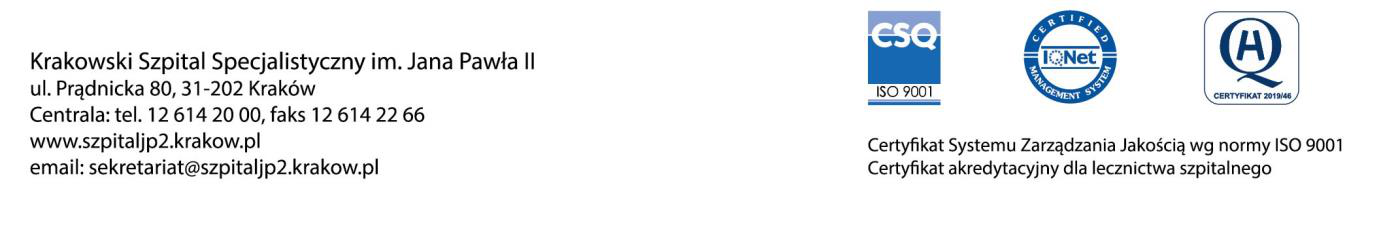 Krakowski Szpital Specjalistyczny im. Jana Pawła II
ul. Prądnicka 80, 31-202 Kraków
Centrala: tel. 12 614 20 00, faks 12 614 22 66
www.szpitaljp2.krakow.pl
email: sekretariat@szpitaljp2.krakow.pl
CSQ
ISO 9001
CERTIFIED
IQNet
MANAGEMENT SYSTEM
HQ
CERTYFIKAT 2019/46
Certyfikat Systemu Zarządzania Jakością wg normy ISO 9001
Certyfikat akredytacyjny dla lecznictwa szpitalnego